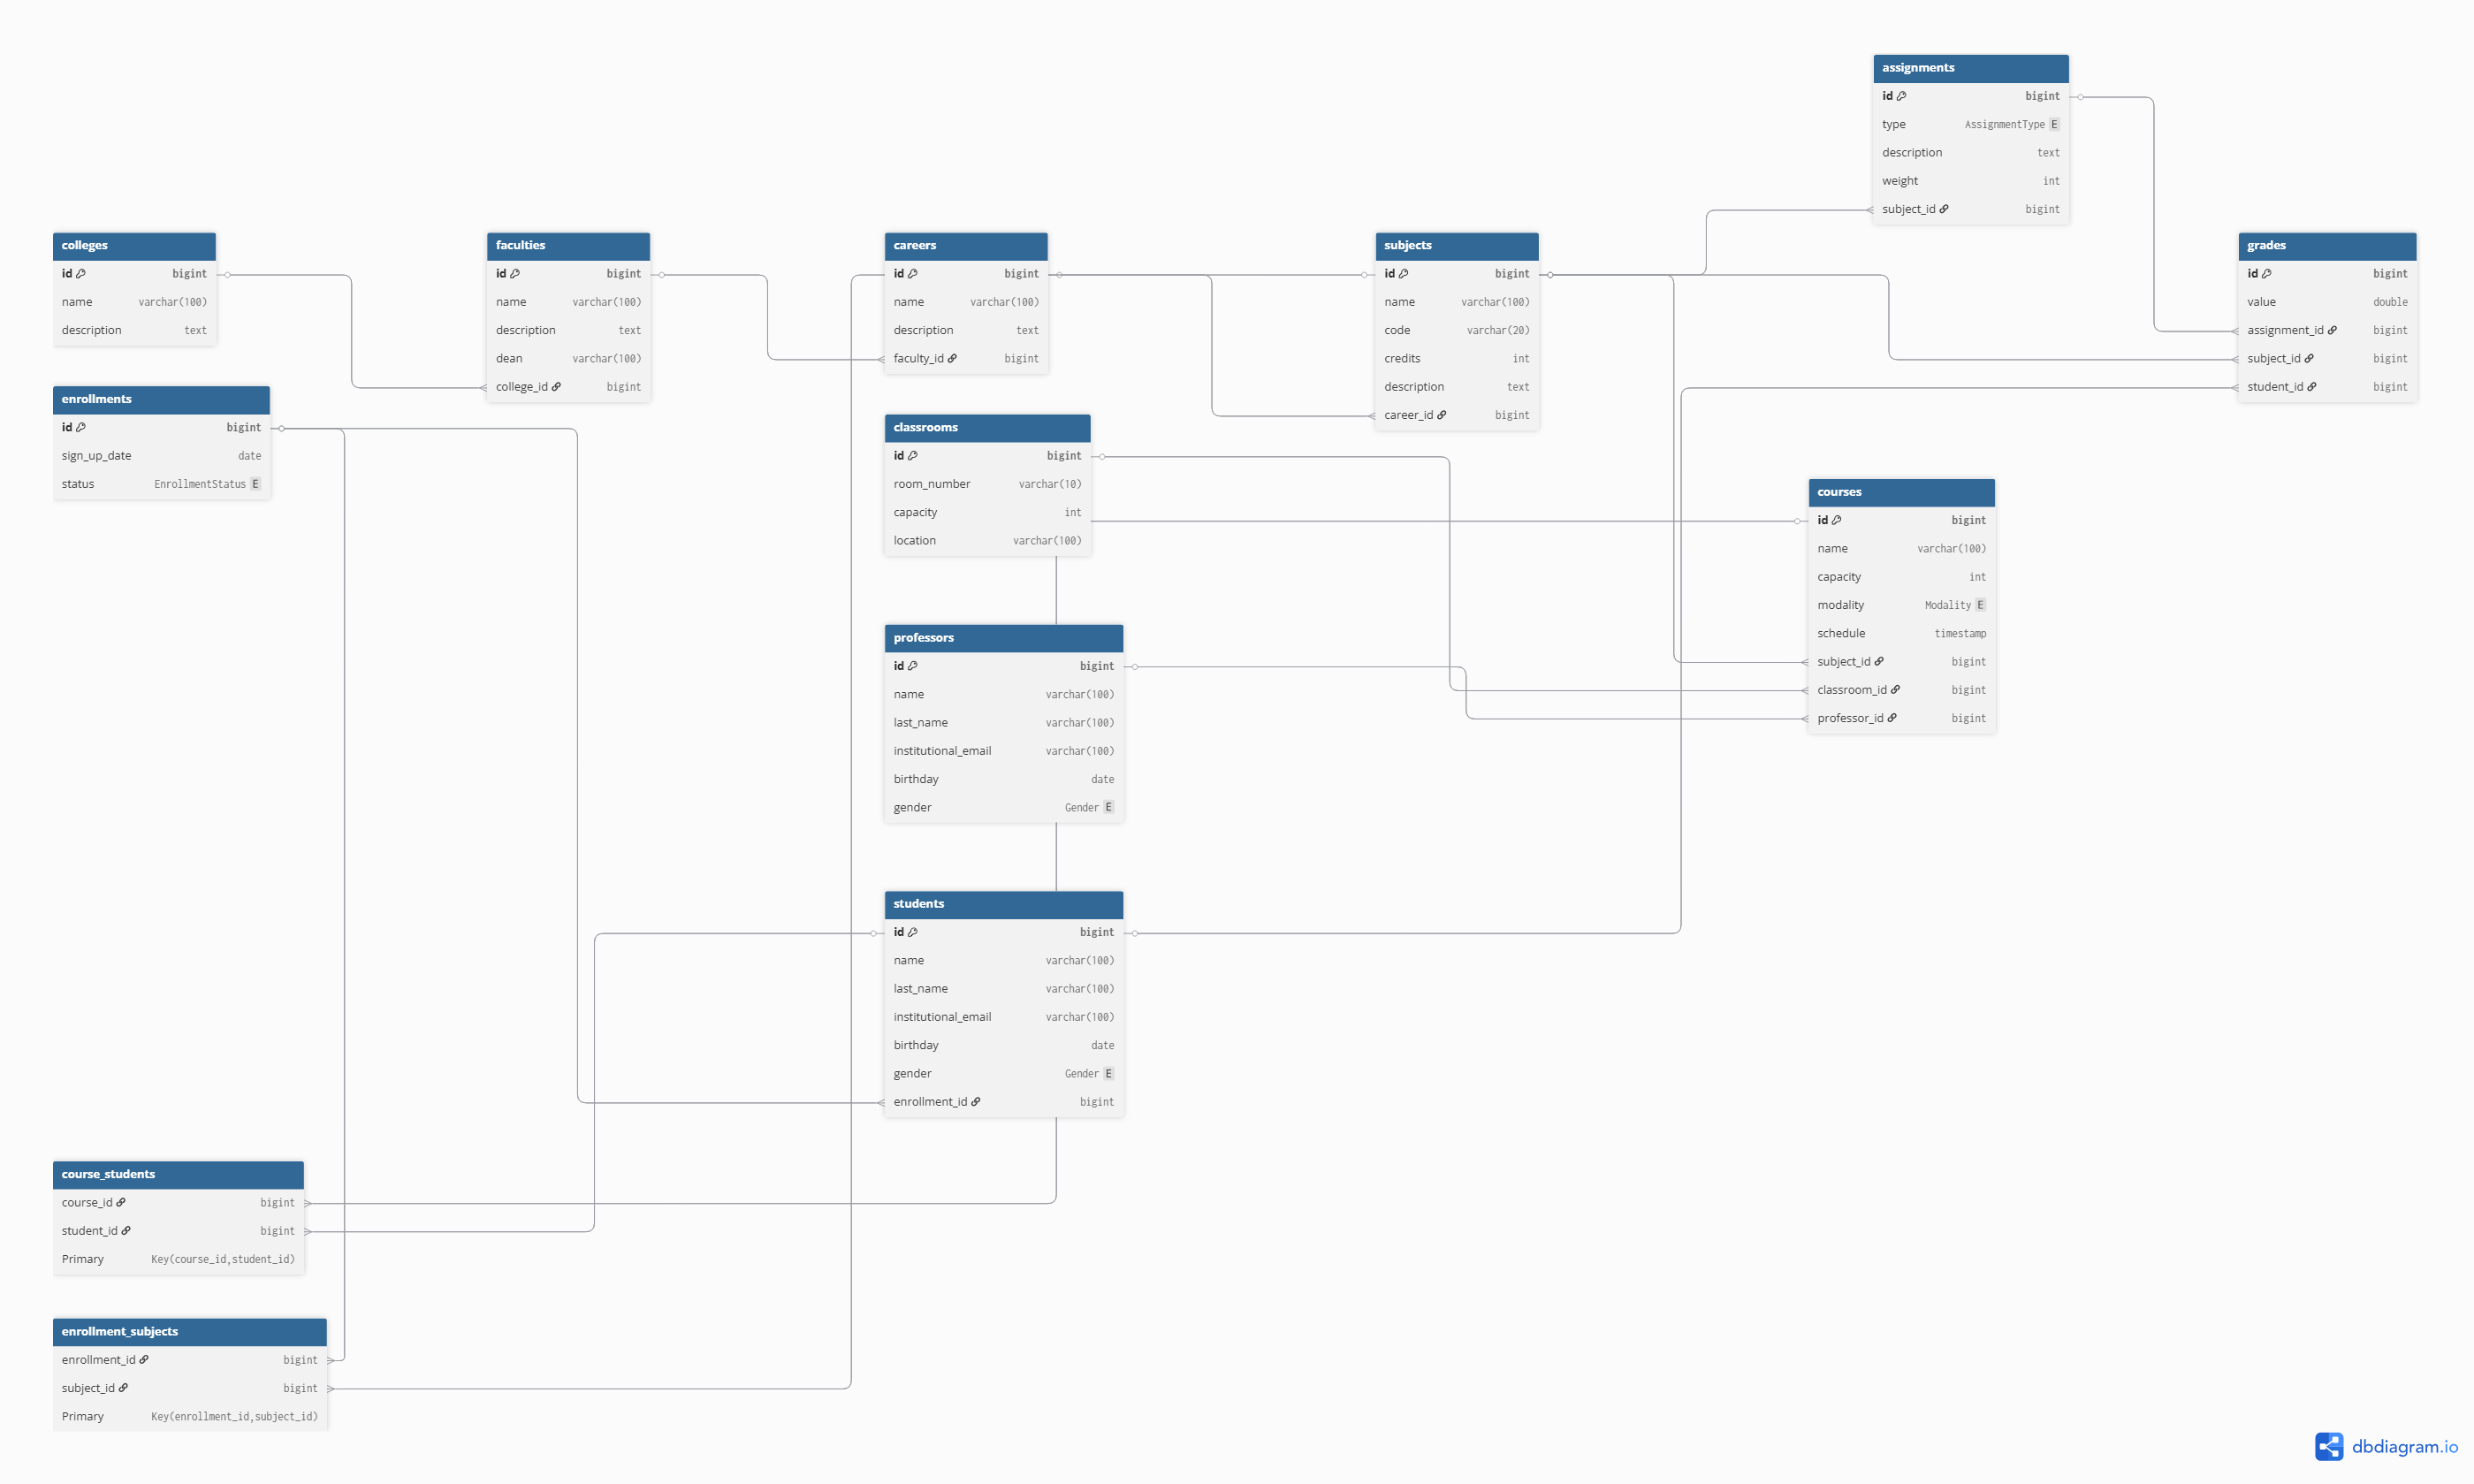 assignments
id bigint
type AssignmentType E
description text
weight int
subject_id bigint
colleges
id bigint
name varchar(100)
description text
faculties
id bigint
name varchar(100)
description text
dean varchar(100)
college_id bigint
careers
id bigint
name varchar(100)
description text
faculty_id bigint
subjects
id bigint
name varchar(100)
code varchar(20)
credits int
description text
career_id bigint
grades
id bigint
value double
assignment_id bigint
subject_id bigint
student_id bigint
enrollments
id bigint
sign_up_date date
status EnrollmentStatus E
classrooms
id bigint
room_number varchar(10)
capacity int
location varchar(100)
courses
id bigint
name varchar(100)
capacity int
modality Modality E
schedule timestamp
subject_id bigint
classroom_id bigint
professor_id bigint
professors
id bigint
name varchar(100)
last_name varchar(100)
institutional_email varchar(100)
birthday date
gender Gender E
students
id bigint
name varchar(100)
last_name varchar(100)
institutional_email varchar(100)
birthday date
gender Gender E
enrollment_id bigint
course_students
course_id bigint
student_id bigint
Primary Key(course_id,student_id)
enrollment_subjects
enrollment_id bigint
subject_id bigint
Primary Key(enrollment_id,subject_id)
dbdiagram.io